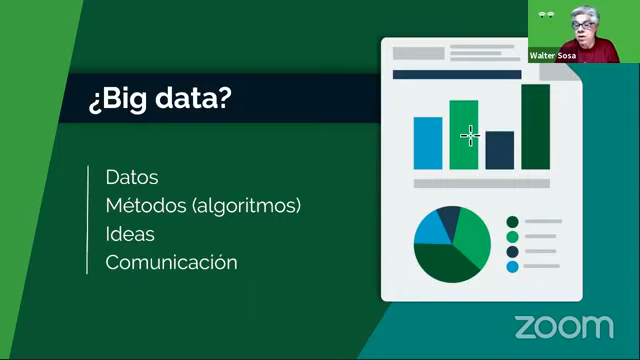 Walter Sosa
¿Big data?
Datos
Métodos (algoritmos)
Ideas
Comunicación
zoom